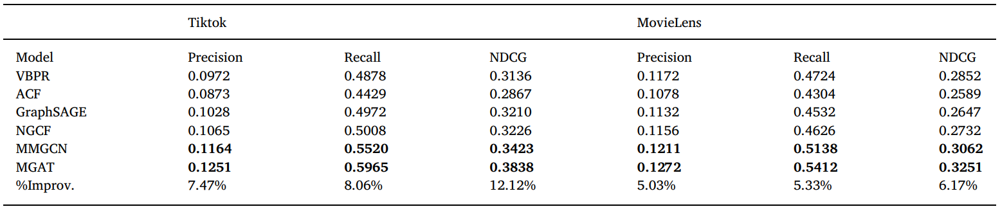 Tiktok MovieLens
Model Precision Recall NDCG Precision Recall NDCG
VBPR 0.0972 0.4878 0.3136 0.1172 0.4724 0.2852
ACF 0.0873 0.4429 0.2867 0.1078 0.4304 0.2589
GraphSAGE 0.1028 0.4972 0.3210 0.1132 0.4532 0.2647
NGCF 0.1065 0.5008 0.3226 0.1156 0.4626 0.2732
MMGCN 0.1164 0.5520 0.3423 0.1211 0.5138 0.3062
MGAT 0.1251 0.5965 0.3838 0.1272 0.5412 0.3251
%Improv. 7.47% 8.06% 12.12% 5.03% 5.33% 6.17%